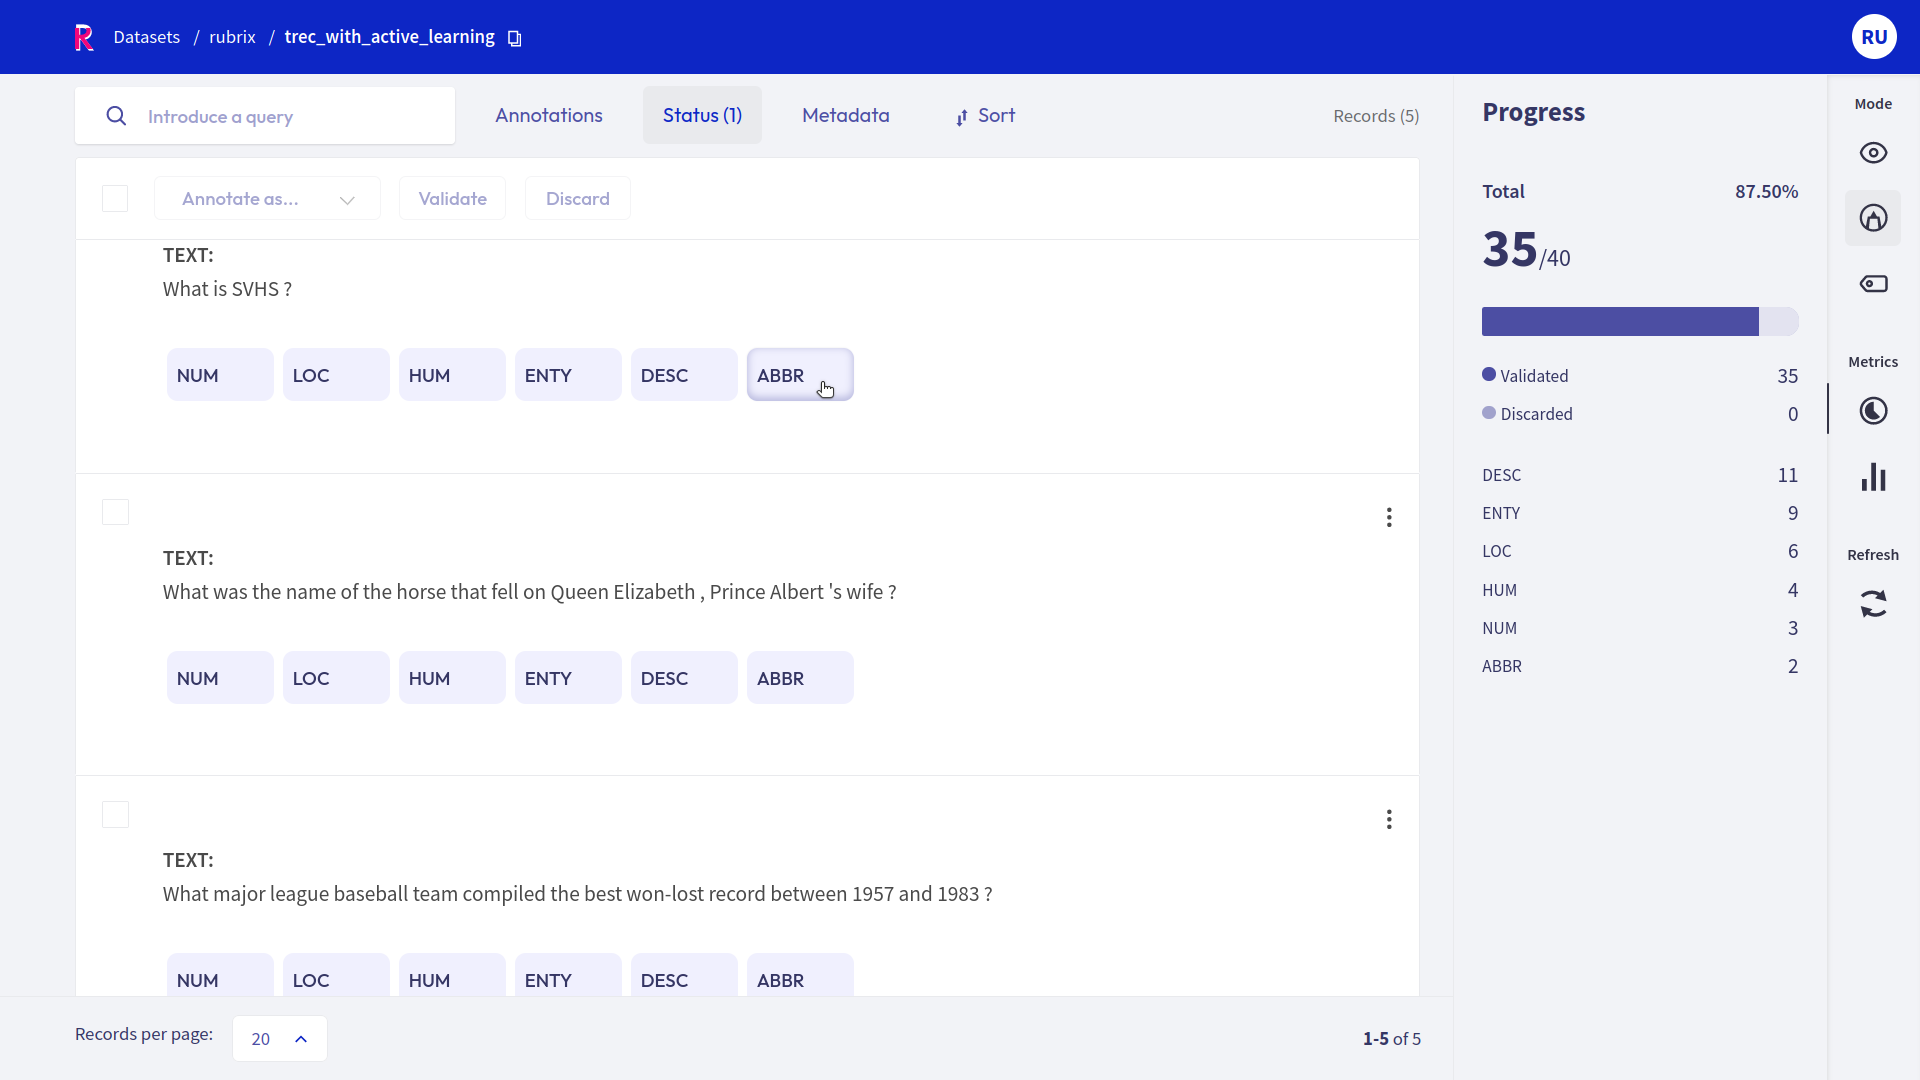 R Datasets / rubrix / trec_with_active_learning
RU
Introduce a query
Annotations
Status (1)
Metadata
Sort
Records (5)
Annotate as...
Validate
Discard
TEXT:
What is SVHS ?
NUM LOC HUM ENTY DESC ABBR
TEXT:
What was the name of the horse that fell on Queen Elizabeth , Prince Albert 's wife ?
NUM LOC HUM ENTY DESC ABBR
TEXT:
What major league baseball team compiled the best won-lost record between 1957 and 1983 ?
NUM LOC HUM ENTY DESC ABBR
Records per page: 20
1-5 of 5
Progress
Total 87.50%
35/40
Validated 35
Discarded 0
DESC 11
ENTY 9
LOC 6
HUM 4
NUM 3
ABBR 2
Mode
Metrics
Refresh